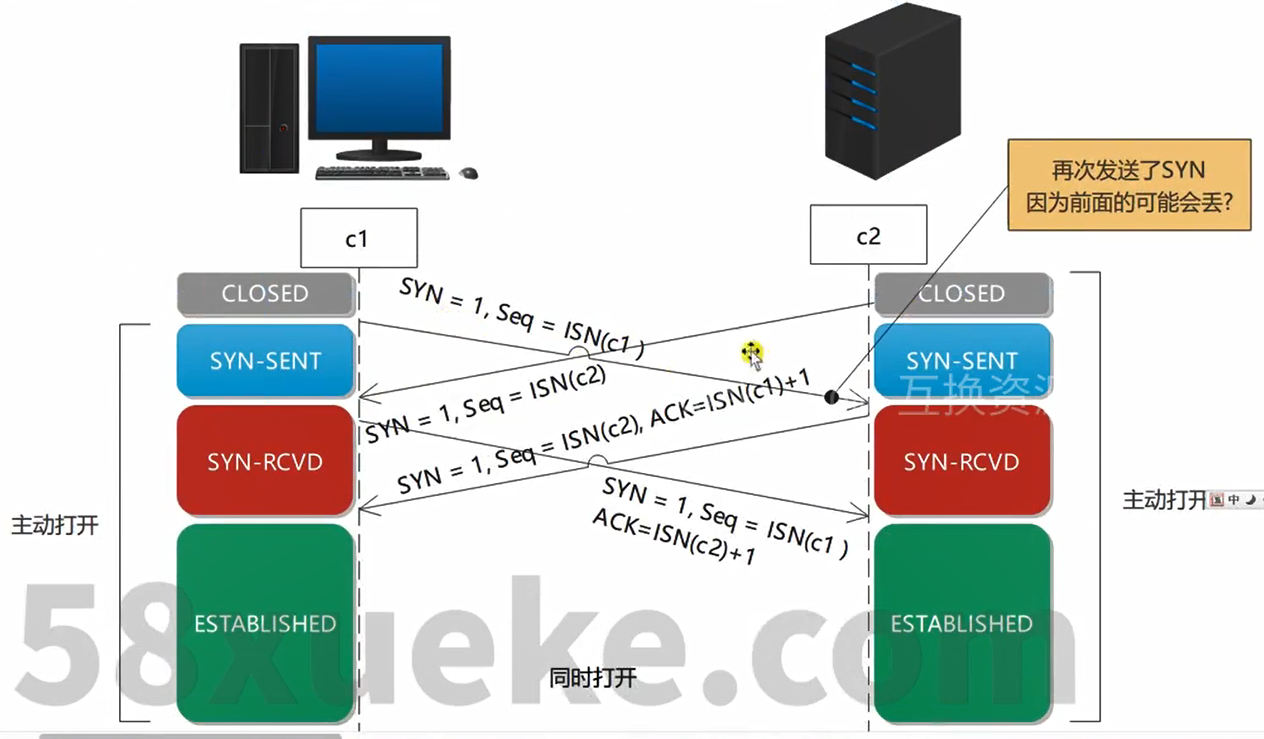 再次发送了SYN
因为前面的可能会丢?
c1
c2
CLOSED
CLOSED
SYN = 1, Seq = ISN(c1 )
SYN-SENT
SYN-SENT
互换资源
SYN = 1, Seq = ISN(c2)
SYN = 1, Seq = ISN(c2), ACK=ISN(c1)+1
SYN-RCVD
SYN-RCVD
SYN = 1, Seq = ISN(c1 )
ACK=ISN(c2)+1
主动打开
主动打开
中
ESTABLISHED
ESTABLISHED
58xueke.com
同时打开